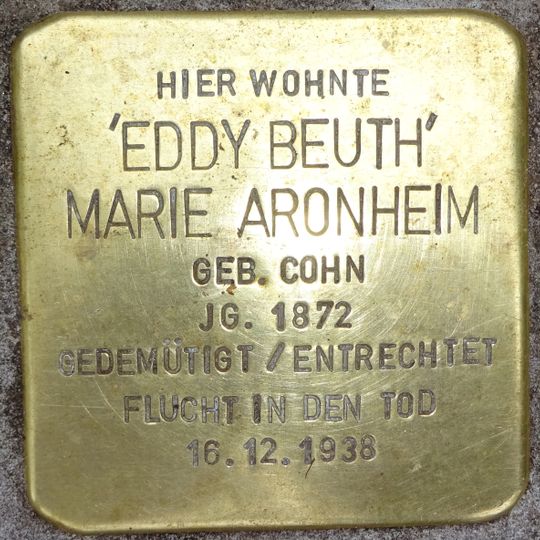 HIER WOHNTE
'EDDY BEUTH'
MARIE ARONHEIM
GEB. COHN
JG. 1872
GEDEMÜTIGT / ENTRECHTET
FLUCHT IN DEN TOD
16.12.1938